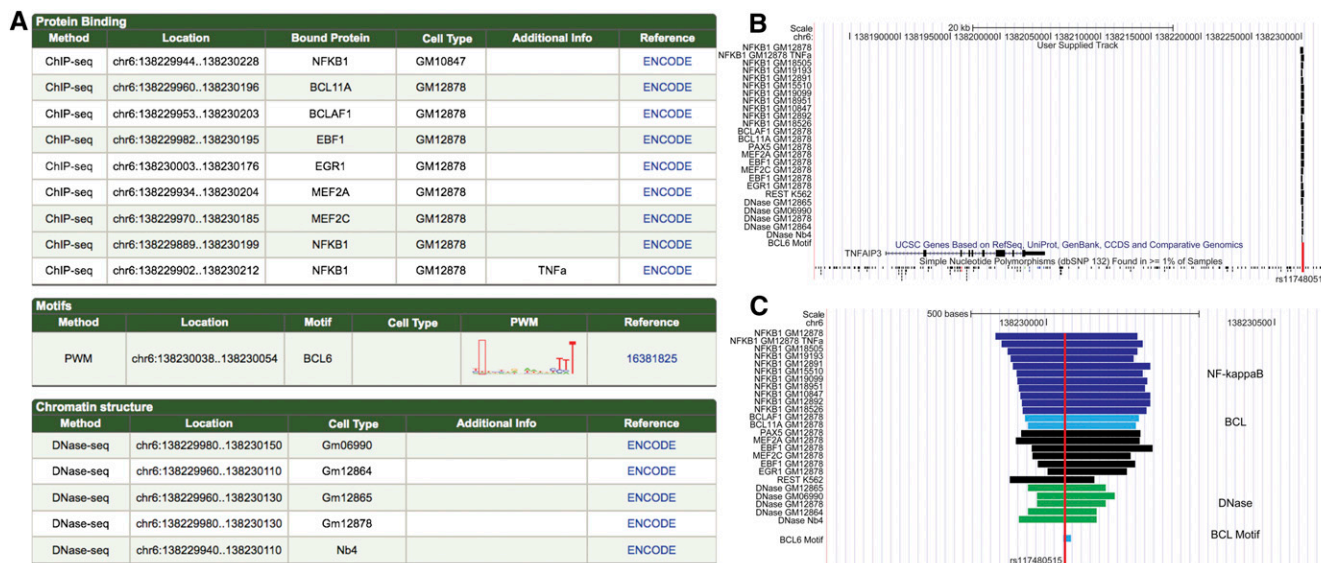 A
Protein Binding
Method Location Bound Protein Cell Type Additional Info Reference
ChIP-seq chr6:138229944..138230228 NFKB1 GM10847 ENCODE
ChIP-seq chr6:138229960..138230196 BCL11A GM12878 ENCODE
ChIP-seq chr6:138229953..138230203 BCLAF1 GM12878 ENCODE
ChIP-seq chr6:138229982..138230195 EBF1 GM12878 ENCODE
ChIP-seq chr6:138230003..138230176 EGR1 GM12878 ENCODE
ChIP-seq chr6:138229934..138230204 MEF2A GM12878 ENCODE
ChIP-seq chr6:138229970..138230185 MEF2C GM12878 ENCODE
ChIP-seq chr6:138229889..138230199 NFKB1 GM12878 ENCODE
ChIP-seq chr6:138229902..138230212 NFKB1 GM12878 TNFa ENCODE
Motifs
Method Location Motif Cell Type PWM Reference
PWM chr6:138230038..138230054 BCL6 16381825
Chromatin structure
Method Location Cell Type Additional Info Reference
DNase-seq chr6:138229980..138230150 Gm06990 ENCODE
DNase-seq chr6:138229960..138230110 Gm12864 ENCODE
DNase-seq chr6:138229960..138230130 Gm12865 ENCODE
DNase-seq chr6:138229980..138230130 Gm12878 ENCODE
DNase-seq chr6:138229940..138230110 Nb4 ENCODE
B
Scale 20 kb
chr6: 138190000 138195000 138200000 138205000 138210000 138215000 138220000 138225000 138230000
User Supplied Track
NFKB1 GM12878
NFKB1 GM12878 TNFa
NFKB1 GM18505
NFKB1 GM19193
NFKB1 GM12891
NFKB1 GM15510
NFKB1 GM19099
NFKB1 GM18951
NFKB1 GM10847
NFKB1 GM12892
NFKB1 GM18526
BCLAF1 GM12878
BCL11A GM12878
PAX5 GM12878
MEF2A GM12878
EBF1 GM12878
MEF2C GM12878
EBF1 GM12878
EGR1 GM12878
REST K562
DNase GM12865
DNase GM06990
DNase GM12878
DNase GM12864
DNase Nb4
BCL6 Motif
UCSC Genes Based on RefSeq, UniProt, GenBank, CCDS and Comparative Genomics
TNFAIP3
Simple Nucleotide Polymorphisms (dbSNP 132) Found in >= 1% of Samples
rs11748051
C
Scale 500 bases
chr6 138230000 138230500
NFKB1 GM12878
NFKB1 GM12878 TNFa
NFKB1 GM18505
NFKB1 GM19193
NFKB1 GM12891
NFKB1 GM15510
NFKB1 GM19099
NFKB1 GM18951
NFKB1 GM10847
NFKB1 GM12892
NFKB1 GM18526
NF-kappaB
BCLAF1 GM12878
BCL11A GM12878
BCL
PAX5 GM12878
MEF2A GM12878
EBF1 GM12878
MEF2C GM12878
EBF1 GM12878
EGR1 GM12878
REST K562
DNase GM12865
DNase GM06990
DNase GM12878
DNase GM12864
DNase Nb4
DNase
BCL6 Motif
BCL Motif
rs117480515